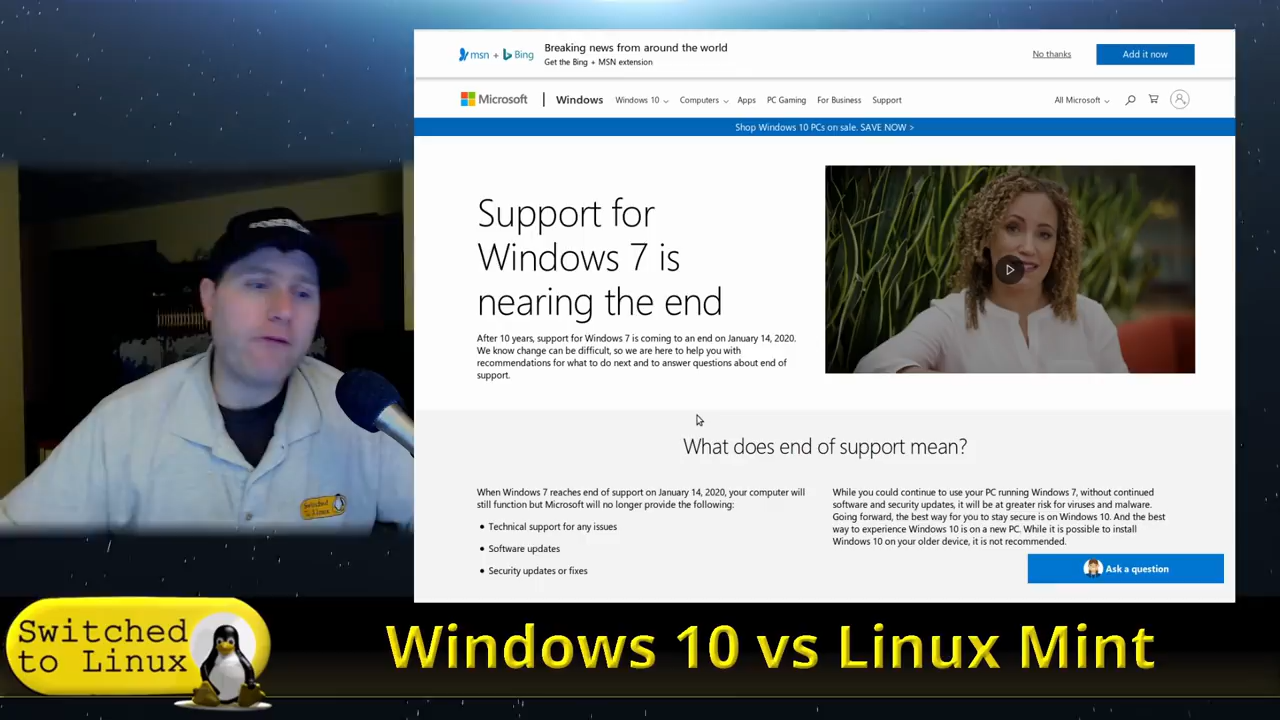 msn + Bing
Breaking news from around the world
Get the Bing + MSN extension
No thanks
Add it now
Microsoft
Windows
Windows 10
Computers
Apps
PC Gaming
For Business
Support
All Microsoft
Shop Windows 10 PCs on sale. SAVE NOW >
Support for
Windows 7 is
nearing the end
After 10 years, support for Windows 7 is coming to an end on January 14, 2020.
We know change can be difficult, so we are here to help you with
recommendations for what to do next and to answer questions about end of
support.
What does end of support mean?
When Windows 7 reaches end of support on January 14, 2020, your computer will
still function but Microsoft will no longer provide the following:
• Technical support for any issues
• Software updates
• Security updates or fixes
While you could continue to use your PC running Windows 7, without continued
software and security updates, it will be at greater risk for viruses and malware.
Going forward, the best way for you to stay secure is on Windows 10. And the best
way to experience Windows 10 is on a new PC. While it is possible to install
Windows 10 on your older device, it is not recommended.
Ask a question
Switched
to Linux
Switched
to Linux
Windows 10 vs Linux Mint